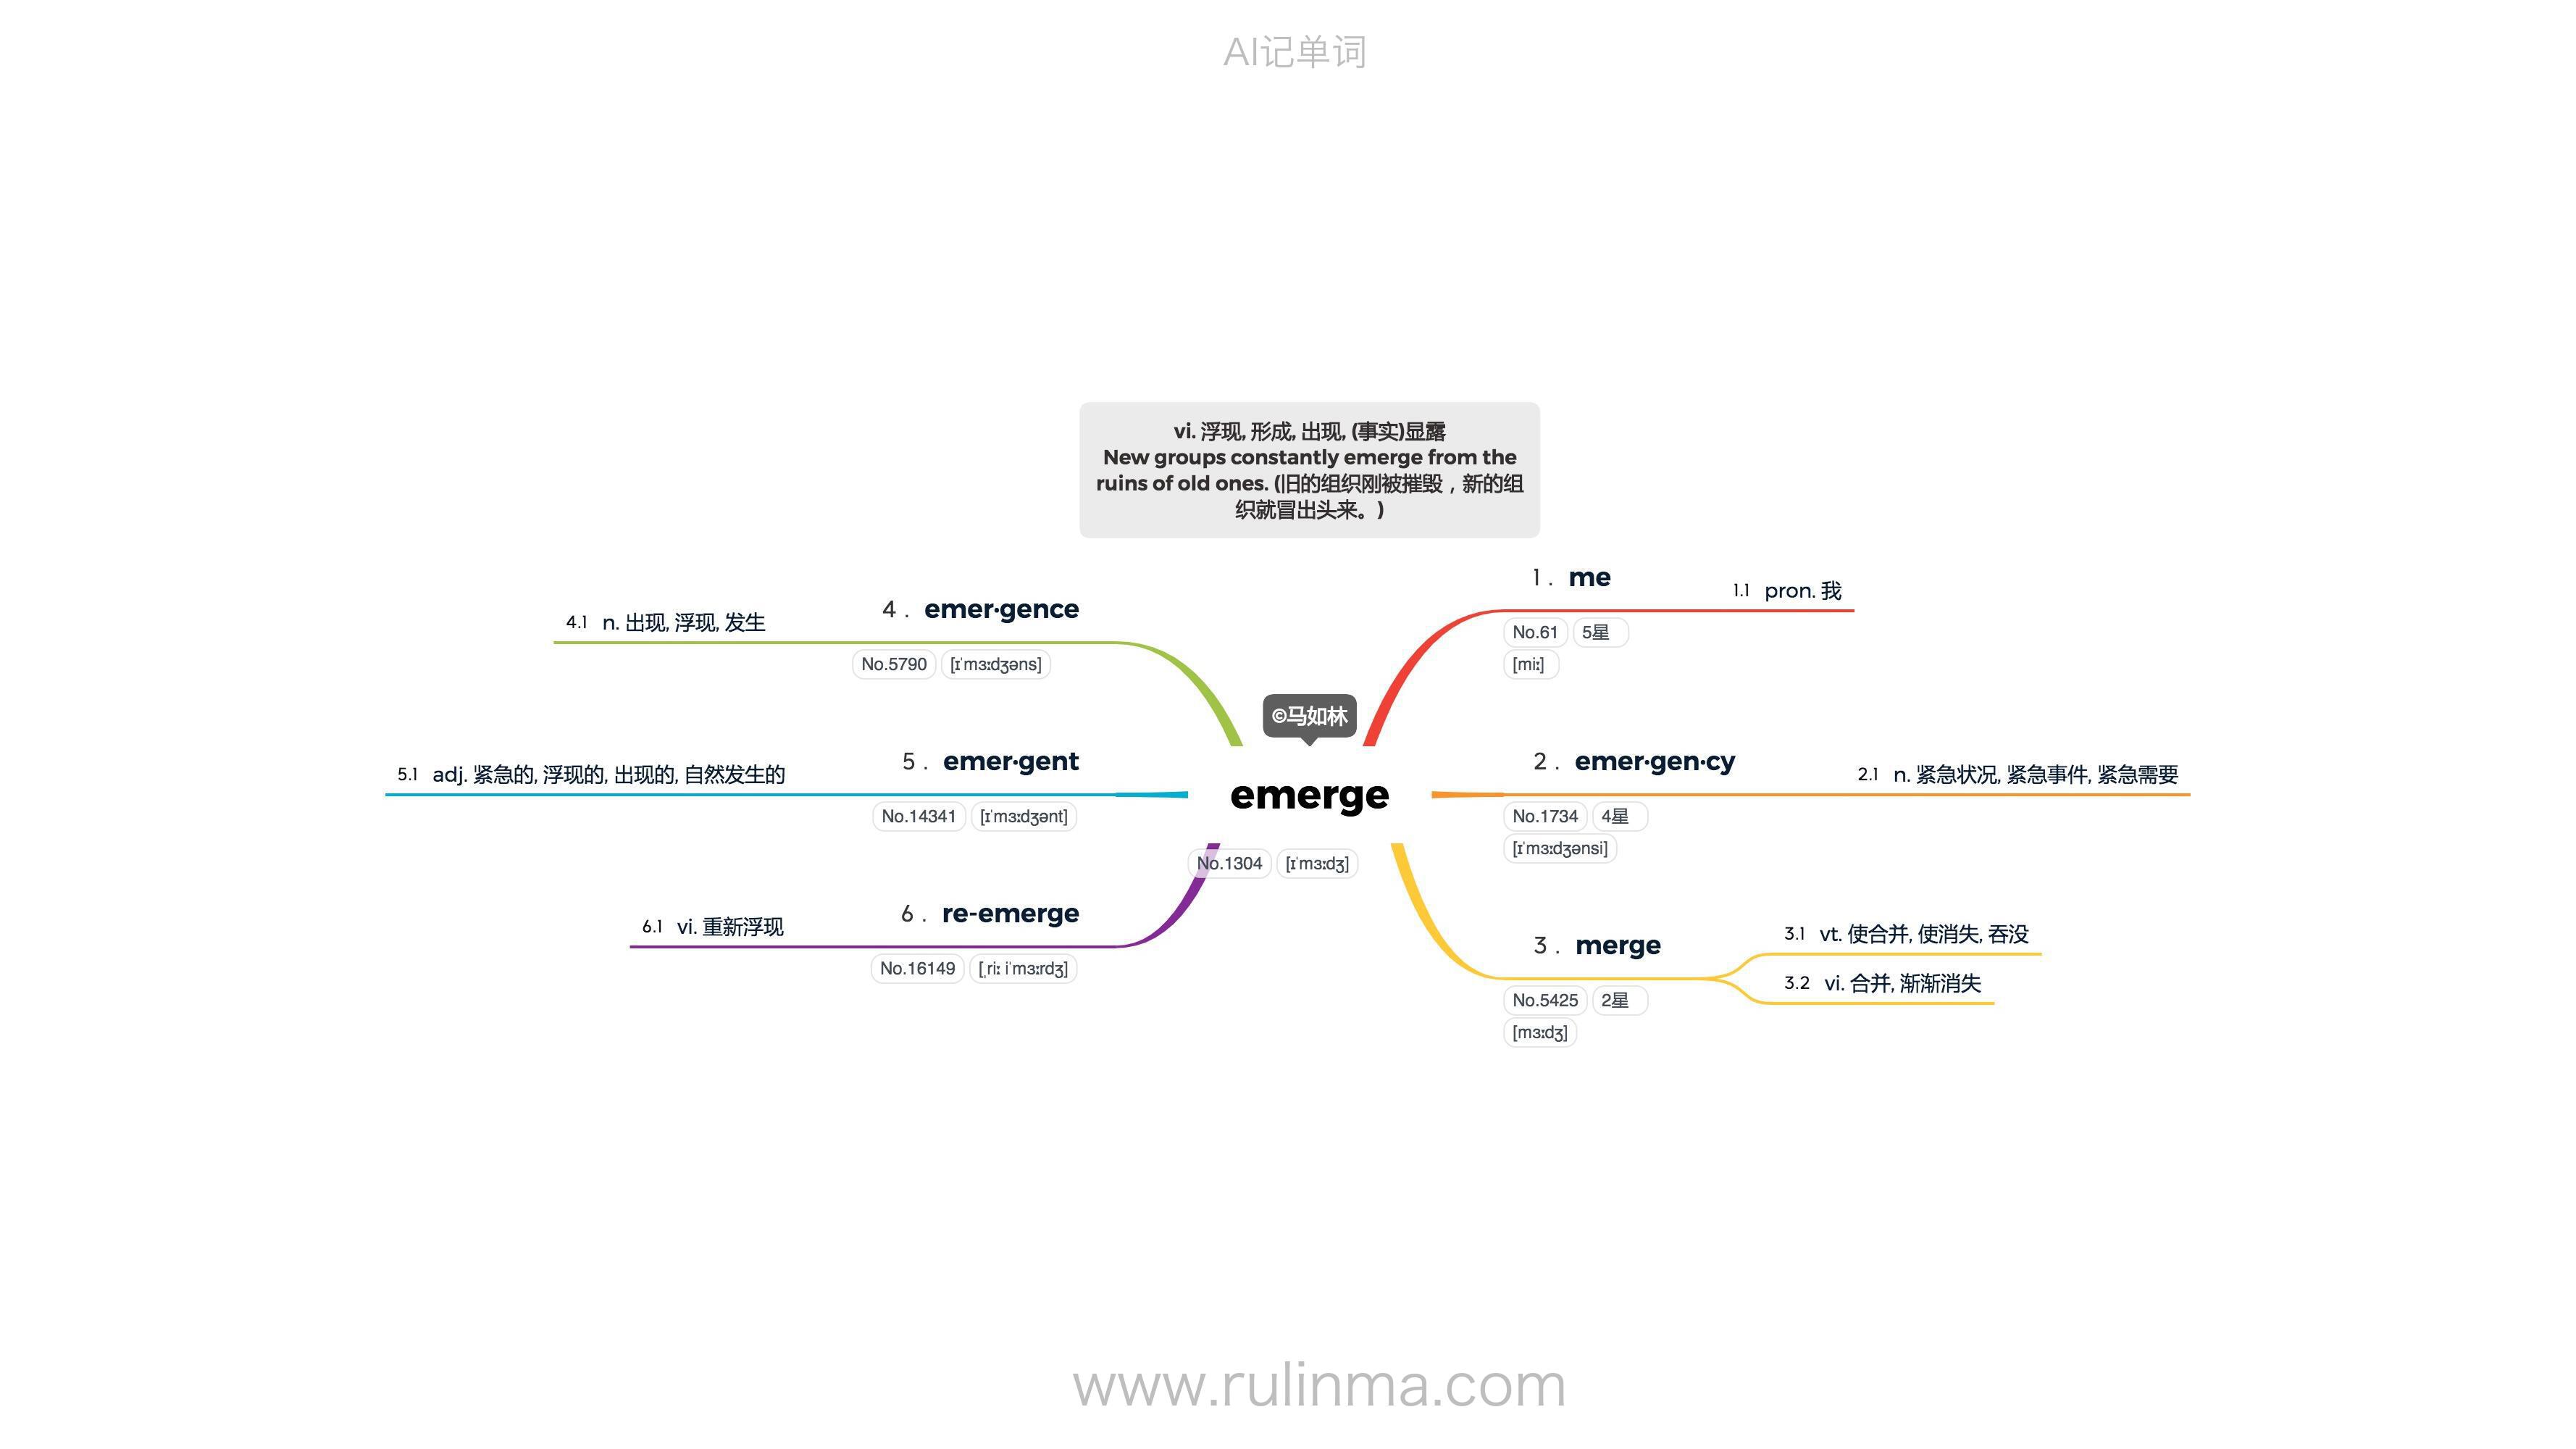 AI记单词
vi. 浮现, 形成, 出现, (事实)显露
New groups constantly emerge from the
ruins of old ones. (旧的组织刚被摧毁，新的组
织就冒出头来。)
©马如林
emerge
No.1304 [ɪˈmɜːdʒ]
1 . me
No.61 5星
[miː]
1.1 pron. 我
2 . emer·gen·cy
No.1734 4星
[ɪˈmɜːdʒənsi]
2.1 n. 紧急状况, 紧急事件, 紧急需要
3 . merge
No.5425 2星
[mɜːdʒ]
3.1 vt. 使合并, 使消失, 吞没
3.2 vi. 合并, 渐渐消失
4 . emer·gence
No.5790 [ɪˈmɜːdʒəns]
4.1 n. 出现, 浮现, 发生
5 . emer·gent
No.14341 [ɪˈmɜːdʒənt]
5.1 adj. 紧急的, 浮现的, 出现的, 自然发生的
6 . re-emerge
No.16149 [ˌriː iˈmɜːrdʒ]
6.1 vi. 重新浮现
www.rulinma.com